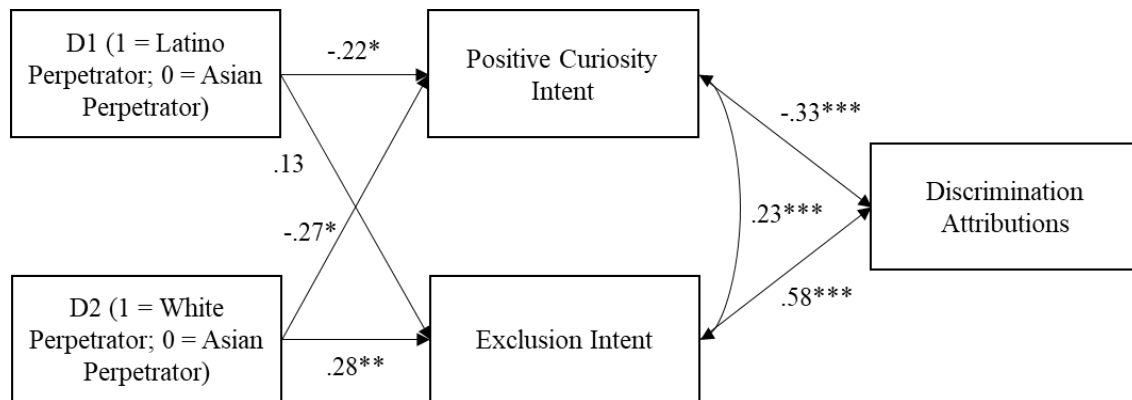 D1 (1 = Latino
Perpetrator; 0 = Asian
Perpetrator)
-.22*
Positive Curiosity
Intent
-.33***
.13
Discrimination
Attributions
.23***
-.27*
D2 (1 = White
Perpetrator; 0 = Asian
Perpetrator)
.28**
Exclusion Intent
.58***